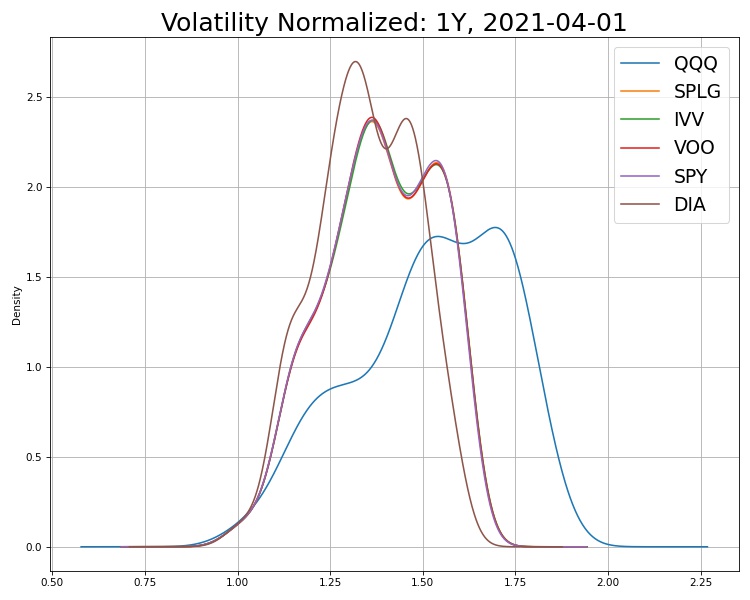 Volatility Normalized: 1Y, 2021-04-01
QQQ
SPLG
IVV
VOO
SPY
DIA
Density
2.5
2.0
1.5
1.0
0.5
0.0
0.50 0.75 1.00 1.25 1.50 1.75 2.00 2.25